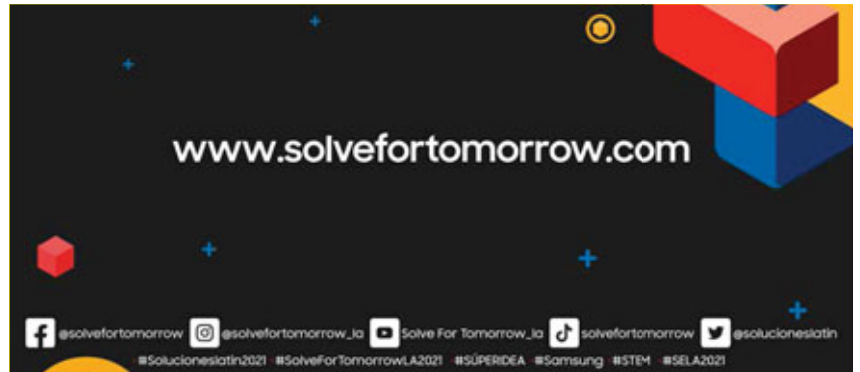 www.solvefortomorrow.com
@solvefortomorrow @solvefortomorrow_la Solve For Tomorrow_la solvefortomorrow @solucioneslatin
#Solucioneslatin2021 #SolveForTomorrowLA2021 #SÚPERIDEA #Samsung #STEM #SELA2021